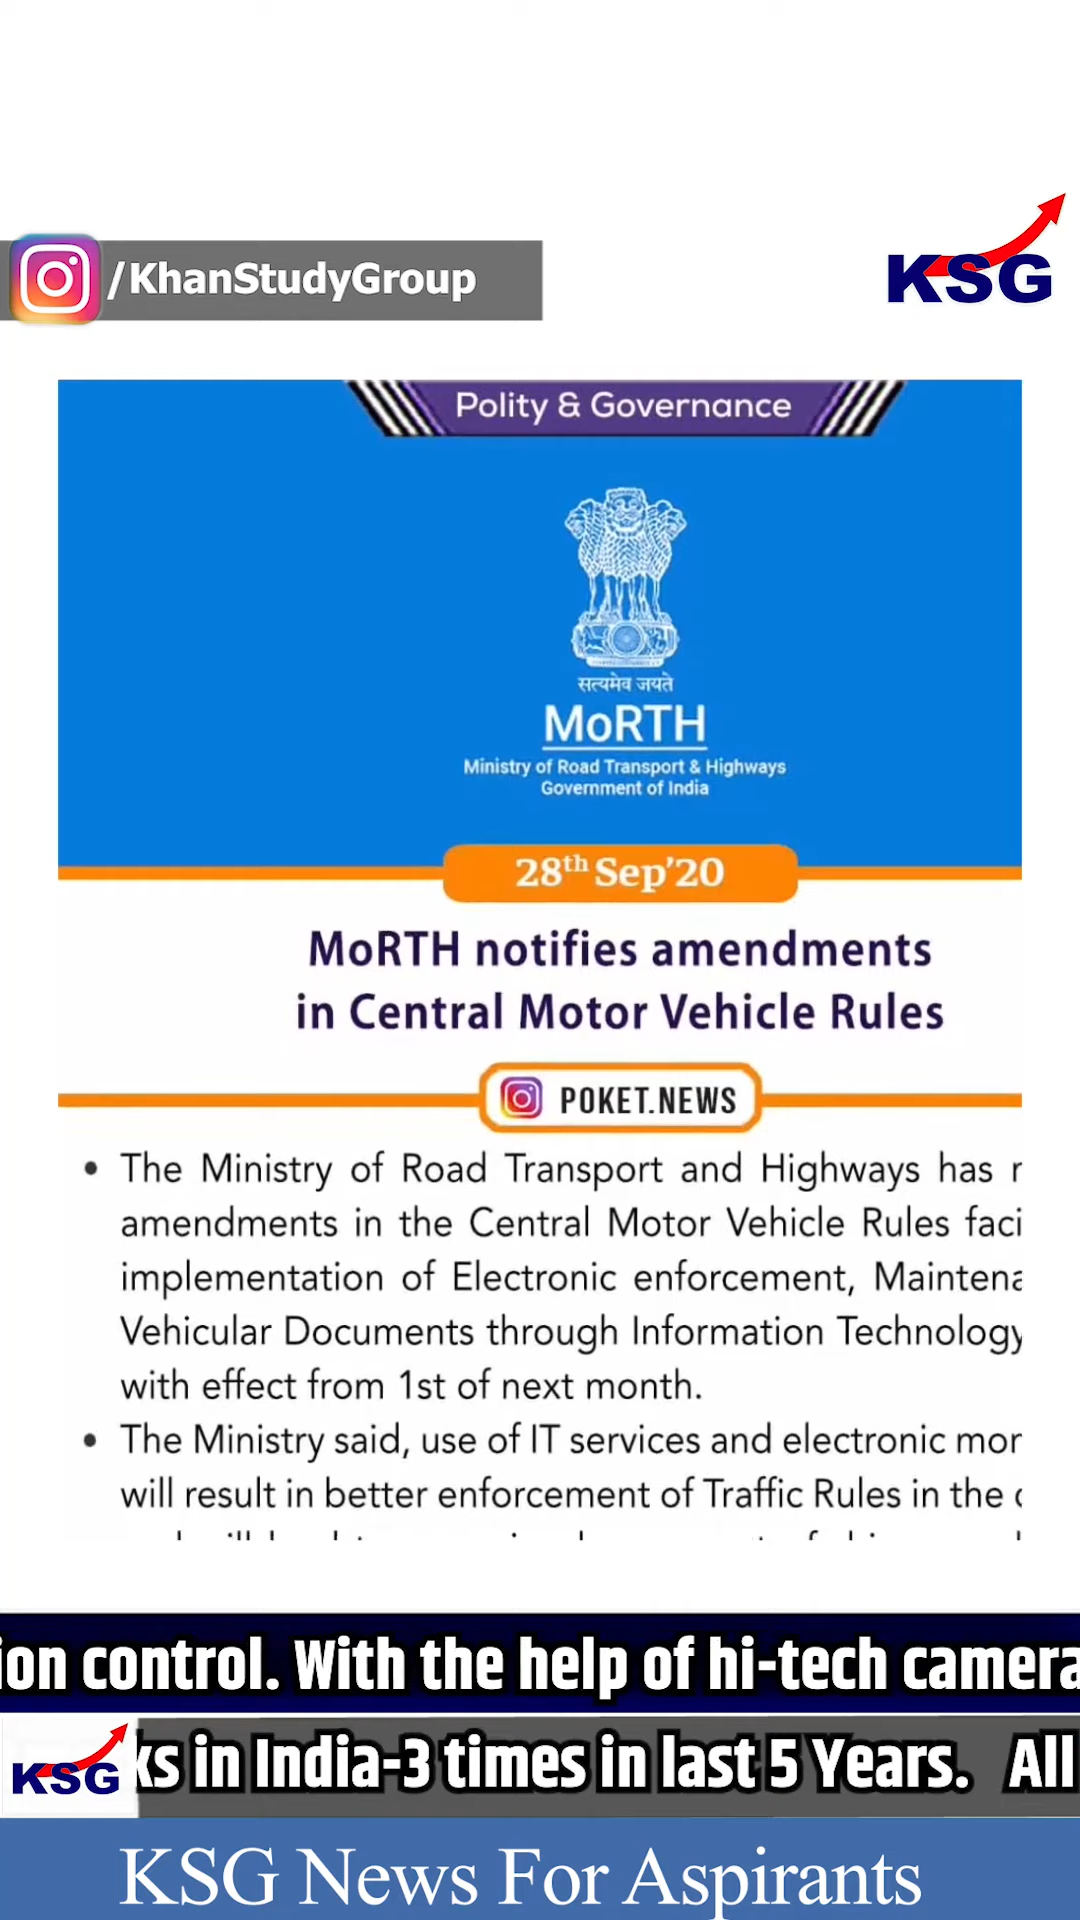 /KhanStudyGroup
KSG
Polity & Governance
सत्यमेव जयते
MoRTH
Ministry of Road Transport & Highways
Government of India
28th Sep'20
MoRTH notifies amendments
in Central Motor Vehicle Rules
POKET.NEWS
• The Ministry of Road Transport and Highways has
amendments in the Central Motor Vehicle Rules
implementation of Electronic enforcement,
Vehicular Documents through Information Technology
with effect from 1st of next month.
• The Ministry said, use of IT services and electronic
will result in better enforcement of Traffic Rules in the
control. With the help of hi-tech camera
KSG
in India-3 times in last 5 Years. All
KSG News For Aspirants